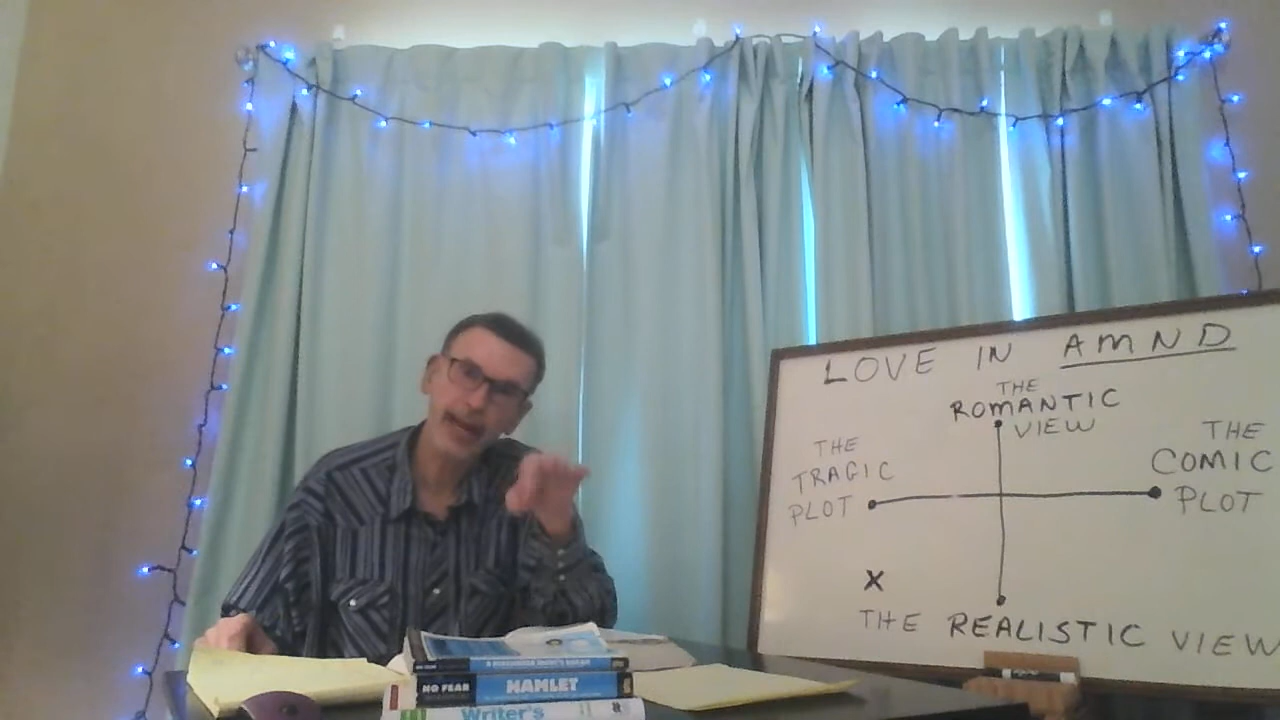 LOVE IN AMND
THE
ROMANTIC
VIEW
THE
TRAGIC
PLOT
THE
COMIC
PLOT
X
THE REALISTIC VIEW
NO FEAR HAMLET
Writer's